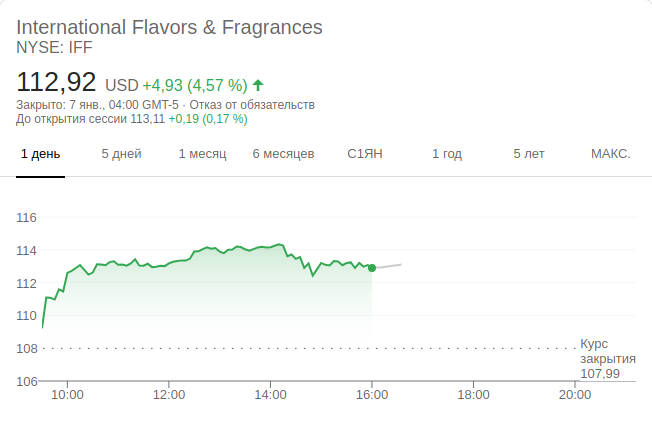 International Flavors & Fragrances
NYSE: IFF
112,92 USD +4,93 (4,57 %)
Закрыто: 7 янв., 04:00 GMT-5 · Отказ от обязательств
До открытия сессии 113,11 +0,19 (0,17 %)
1 день 5 дней 1 месяц 6 месяцев С1ЯН 1 год 5 лет МАКС.
116
114
112
110
108
106
Курс
закрытия
107,99
10:00 12:00 14:00 16:00 18:00 20:00